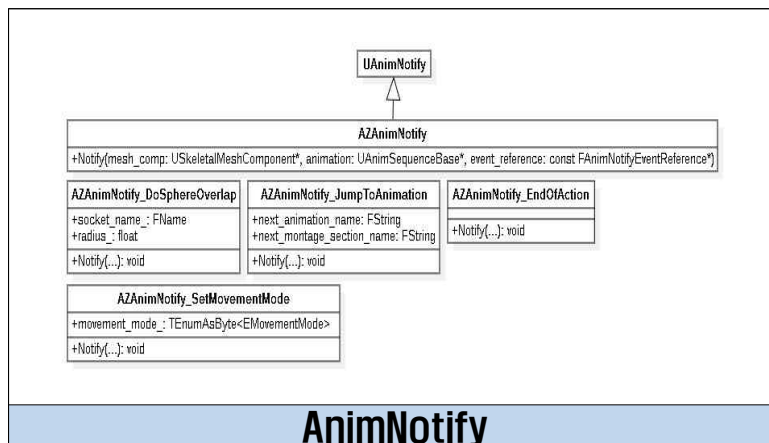 UAnimNotify
AZAnimNotify
+Notify(mesh_comp: USkeletalMeshComponent*, animation: UAnimSequenceBase*, event_reference: const FAnimNotifyEventReference*)
AZAnimNotify_DoSphereOverlap
+socket_name_: FName
+radius_: float
+Notify(...): void
AZAnimNotify_JumpToAnimation
+next_animation_name: FString
+next_montage_section_name: FString
+Notify(...): void
AZAnimNotify_EndOfAction
+Notify(...): void
AZAnimNotify_SetMovementMode
+movement_mode_: TEnumAsByte<EMovementMode>
+Notify(...): void
AnimNotify